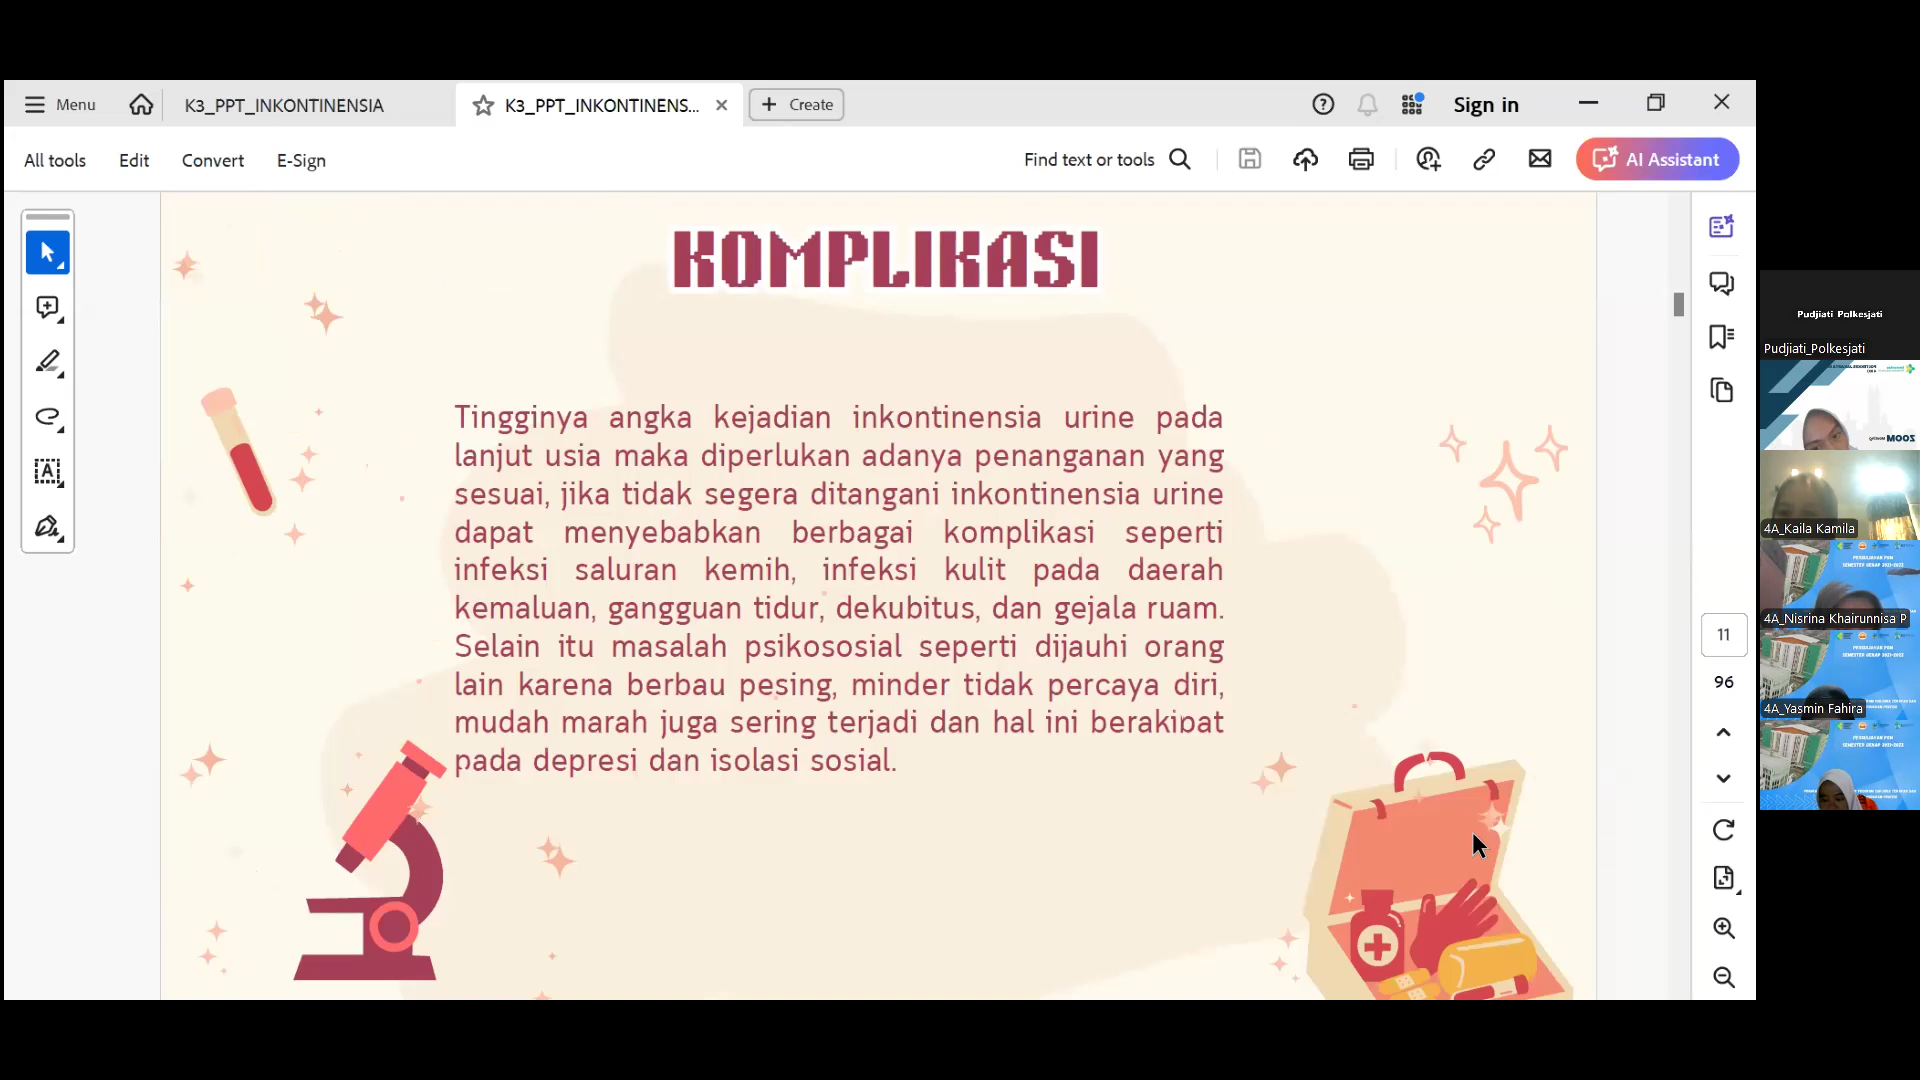 Menu
K3_PPT_INKONTINENSIA
K3_PPT_INKONTINENS...
Create
Sign in
All tools
Edit
Convert
E-Sign
Find text or tools
AI Assistant
KOMPLIKASI
Tingginya angka kejadian inkontinensia urine pada
lanjut usia maka diperlukan adanya penanganan yang
sesuai, jika tidak segera ditangani inkontinensia urine
dapat menyebabkan berbagai komplikasi seperti
infeksi saluran kemih, infeksi kulit pada daerah
kemaluan, gangguan tidur, dekubitus, dan gejala ruam.
Selain itu masalah psikososial seperti dijauhi orang
lain karena berbau pesing, minder tidak percaya diri,
mudah marah juga sering terjadi dan hal ini berakibat
pada depresi dan isolasi sosial.
11
96
Pudjiati Polkesjati
Pudjiati_Polkesjati
ZOOM
4A_Kaila Kamila
4A_Nisrina Khairunnisa P
4A_Yasmin Fahira